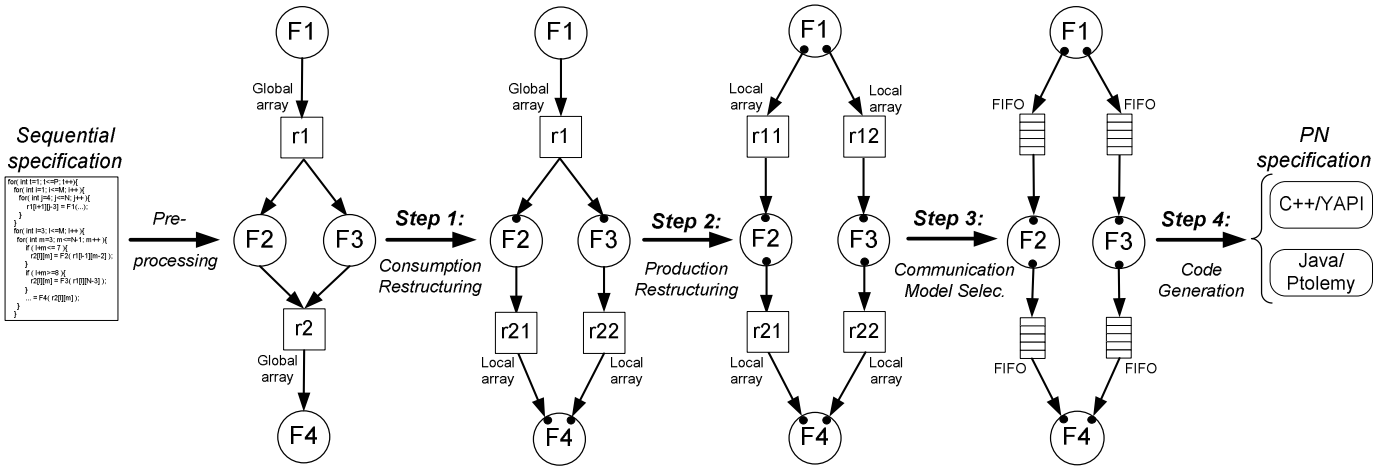 Sequential
specification
for( int t=1; t<=P; t++){
for( int i=1; i<=M; i++ ){
for( int j=4; j<=N; j++ ){
r1[i+1][j-3] = F1(...);
}
}
for( int l=3; l<=M; l++ ){
for( int m=3; m<=N-1; m++ ){
if ( l+m<= 7 ){
r2[l][m] = F2( r1[l-1][m-2] );
}
if ( l+m>=8 ){
r2[l][m] = F3( r1[l][N-3] );
}
... = F4( r2[l][m] );
}
}
Pre-
processing
F1
Global
array
r1
F2
F3
r2
Global
array
F4
Step 1:
Consumption
Restructuring
F1
Global
array
r1
F2
F3
r21
r22
Local
array
Local
array
F4
Step 2:
Production
Restructuring
F1
Local
array
Local
array
r11
r12
F2
F3
r21
r22
Local
array
Local
array
F4
Step 3:
Communication
Model Selec.
F1
FIFO
FIFO
F2
F3
FIFO
FIFO
F4
Step 4:
Code
Generation
PN
specification
C++/YAPI
Java/
Ptolemy